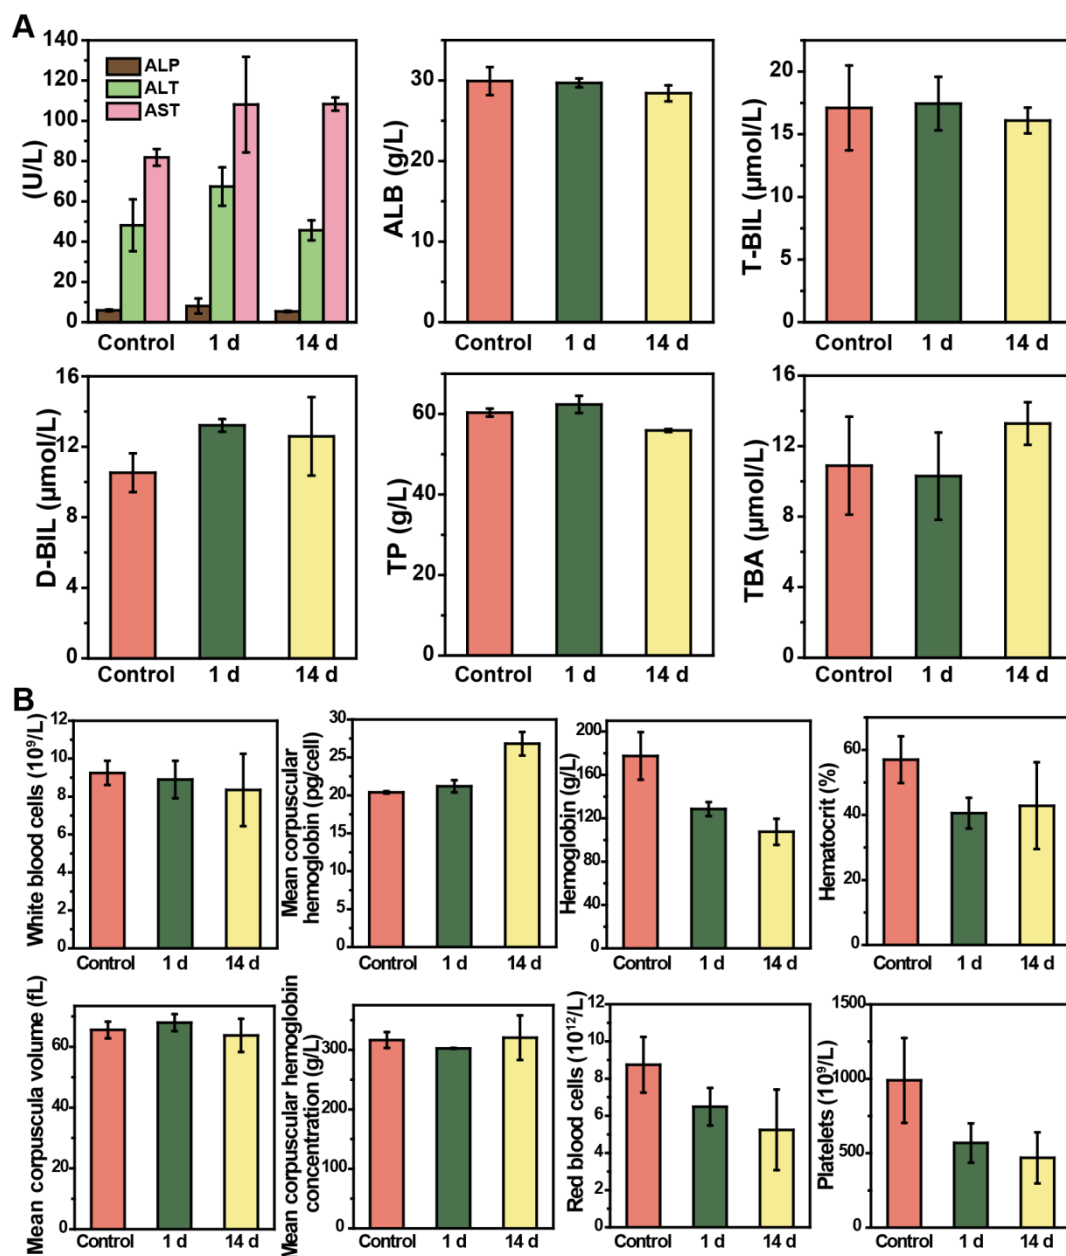 A
140
120
100
80
60
40
20
0
(U/L)
ALP
ALT
AST
Control 1 d 14 d
30
20
10
0
ALB (g/L)
Control 1 d 14 d
20
15
10
5
0
T-BIL (μmol/L)
Control 1 d 14 d
16
12
8
4
0
D-BIL (μmol/L)
Control 1 d 14 d
60
40
20
0
TP (g/L)
Control 1 d 14 d
16
12
8
4
0
TBA (μmol/L)
Control 1 d 14 d
B
12
10
8
6
4
2
0
White blood cells (10⁹/L)
Control 1 d 14 d
30
25
20
15
10
5
0
Mean corpuscular
hemoglobin (pg/cell)
Control 1 d 14 d
200
160
120
80
40
0
Hemoglobin (g/L)
Control 1 d 14 d
60
40
20
0
Hematocrit (%)
Control 1 d 14 d
60
40
20
0
Mean corpuscula volume (fL)
Control 1 d 14 d
300
200
100
0
Mean corpuscular hemoglobin
concentration (g/L)
Control 1 d 14 d
12
10
8
6
4
2
0
Red blood cells (10¹²/L)
Control 1 d 14 d
1500
1000
500
0
Platelets (10⁹/L)
Control 1 d 14 d